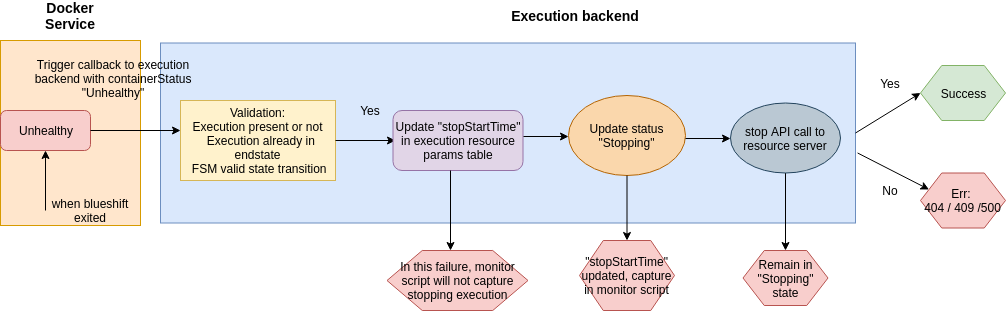 Docker
Service
Execution backend
Trigger callback to execution
backend with containerStatus
"Unhealthy"
Unhealthy
when blueshift
exited
Validation:
Execution present or not
Execution already in
endstate
FSM valid state transition
Yes
Update "stopStartTime"
in execution resource
params table
Update status
"Stopping"
stop API call to
resource server
Yes
Success
No
Err:
404 / 409 /500
In this failure, monitor
script will not capture
stopping execution
"stopStartTime"
updated, capture
in monitor script
Remain in
"Stopping"
state